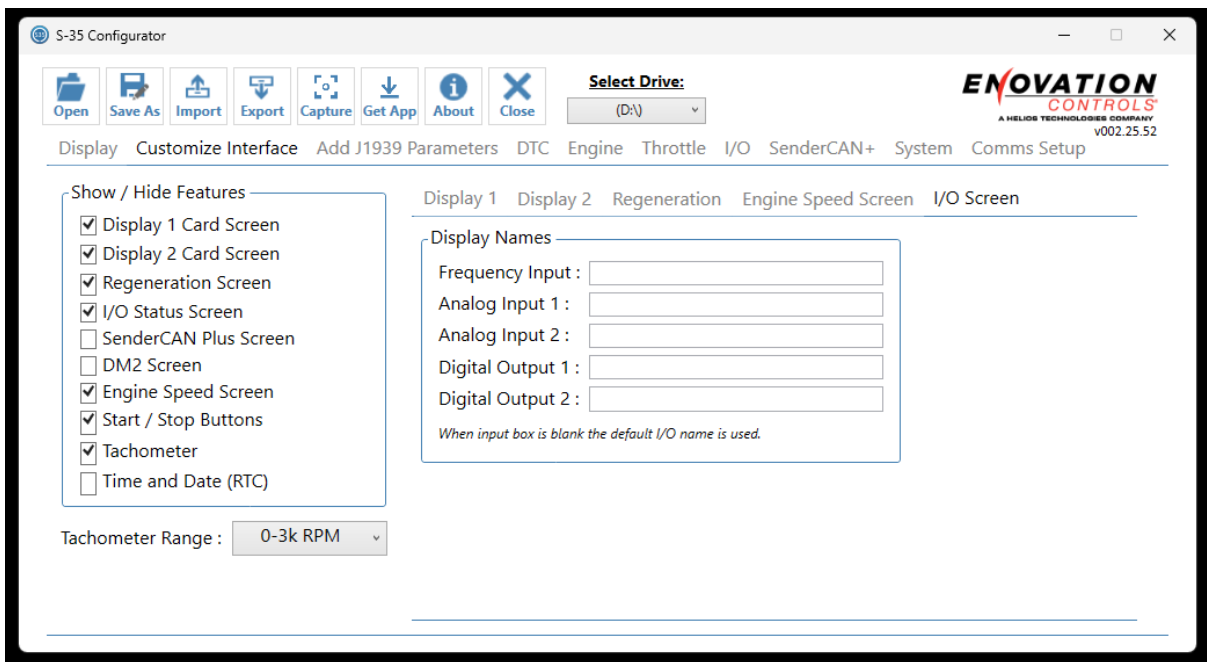 S-35 Configurator
Open Save As Import Export Capture Get App About Close
Select Drive:
(D:\)
ENOVATION
CONTROLS
A HELIOS TECHNOLOGIES COMPANY
v002.25.52
Display Customize Interface Add J1939 Parameters DTC Engine Throttle I/O SenderCAN+ System Comms Setup
Show / Hide Features
Display 1 Card Screen
Display 2 Card Screen
Regeneration Screen
I/O Status Screen
SenderCAN Plus Screen
DM2 Screen
Engine Speed Screen
Start / Stop Buttons
Tachometer
Time and Date (RTC)
Tachometer Range : 0-3k RPM
Display 1 Display 2 Regeneration Engine Speed Screen I/O Screen
Display Names
Frequency Input :
Analog Input 1 :
Analog Input 2 :
Digital Output 1 :
Digital Output 2 :
When input box is blank the default I/O name is used.